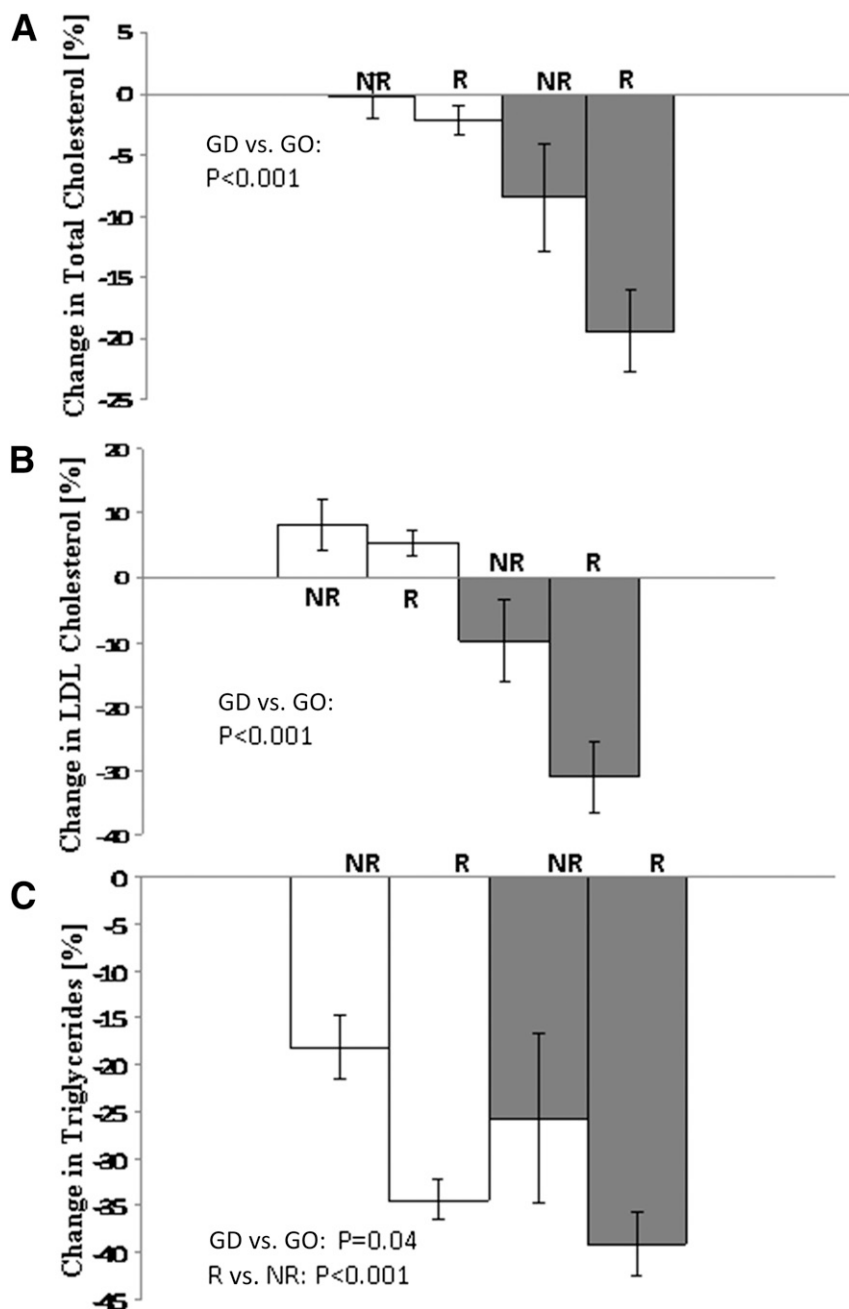 A
Change in Total Cholesterol [%]
5
0
-5
-10
-15
-20
-25
NR R NR R
GD vs. GO:
P<0.001
B
Change in LDL Cholesterol [%]
20
10
0
-10
-20
-30
-40
NR R
NR R
GD vs. GO:
P<0.001
C
Change in Triglycerides [%]
NR R NR R
0
-5
-10
-15
-20
-25
-30
-35
-40
-45
GD vs. GO: P=0.04
R vs. NR: P<0.001